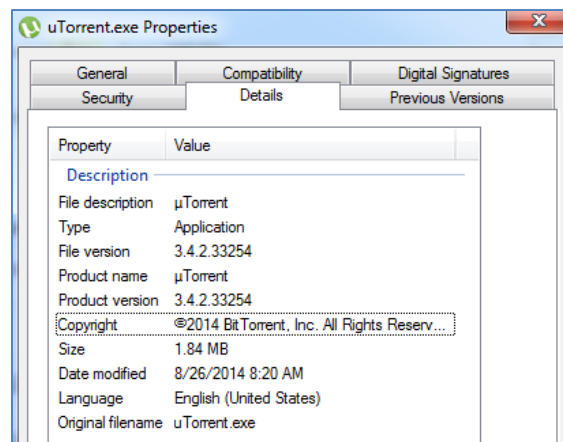 uTorrent.exe Properties
General Compatibility Digital Signatures
Security Details Previous Versions
Property Value
Description
File description µTorrent
Type Application
File version 3.4.2.33254
Product name µTorrent
Product version 3.4.2.33254
Copyright ©2014 BitTorrent, Inc. All Rights Reserv...
Size 1.84 MB
Date modified 8/26/2014 8:20 AM
Language English (United States)
Original filename uTorrent.exe